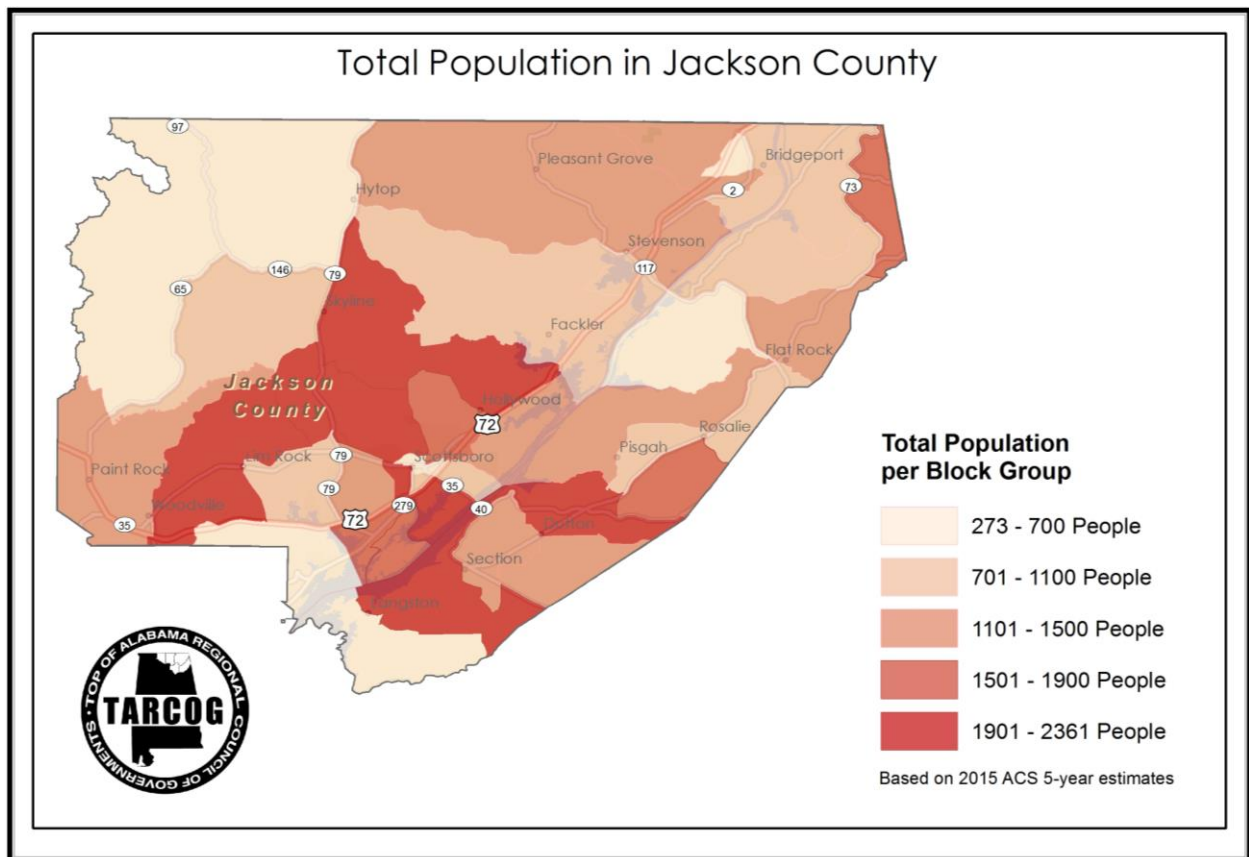 Total Population in Jackson County
97
Pleasant Grove
Bridgeport
2
73
Hytop
Stevenson
117
146
79
65
Skyline
Fackler
Flat Rock
Jackson
County
Hollywood
72
Rosalie
Pisgah
Lim Rock
79
Scottsboro
Paint Rock
79
35
279
40
Woodville
72
35
Dutton
Section
Langston
Total Population
per Block Group
273 - 700 People
701 - 1100 People
1101 - 1500 People
1501 - 1900 People
1901 - 2361 People
Based on 2015 ACS 5-year estimates
TOP OF ALABAMA REGIONAL COUNCIL OF GOVERNMENTS
TARCOG